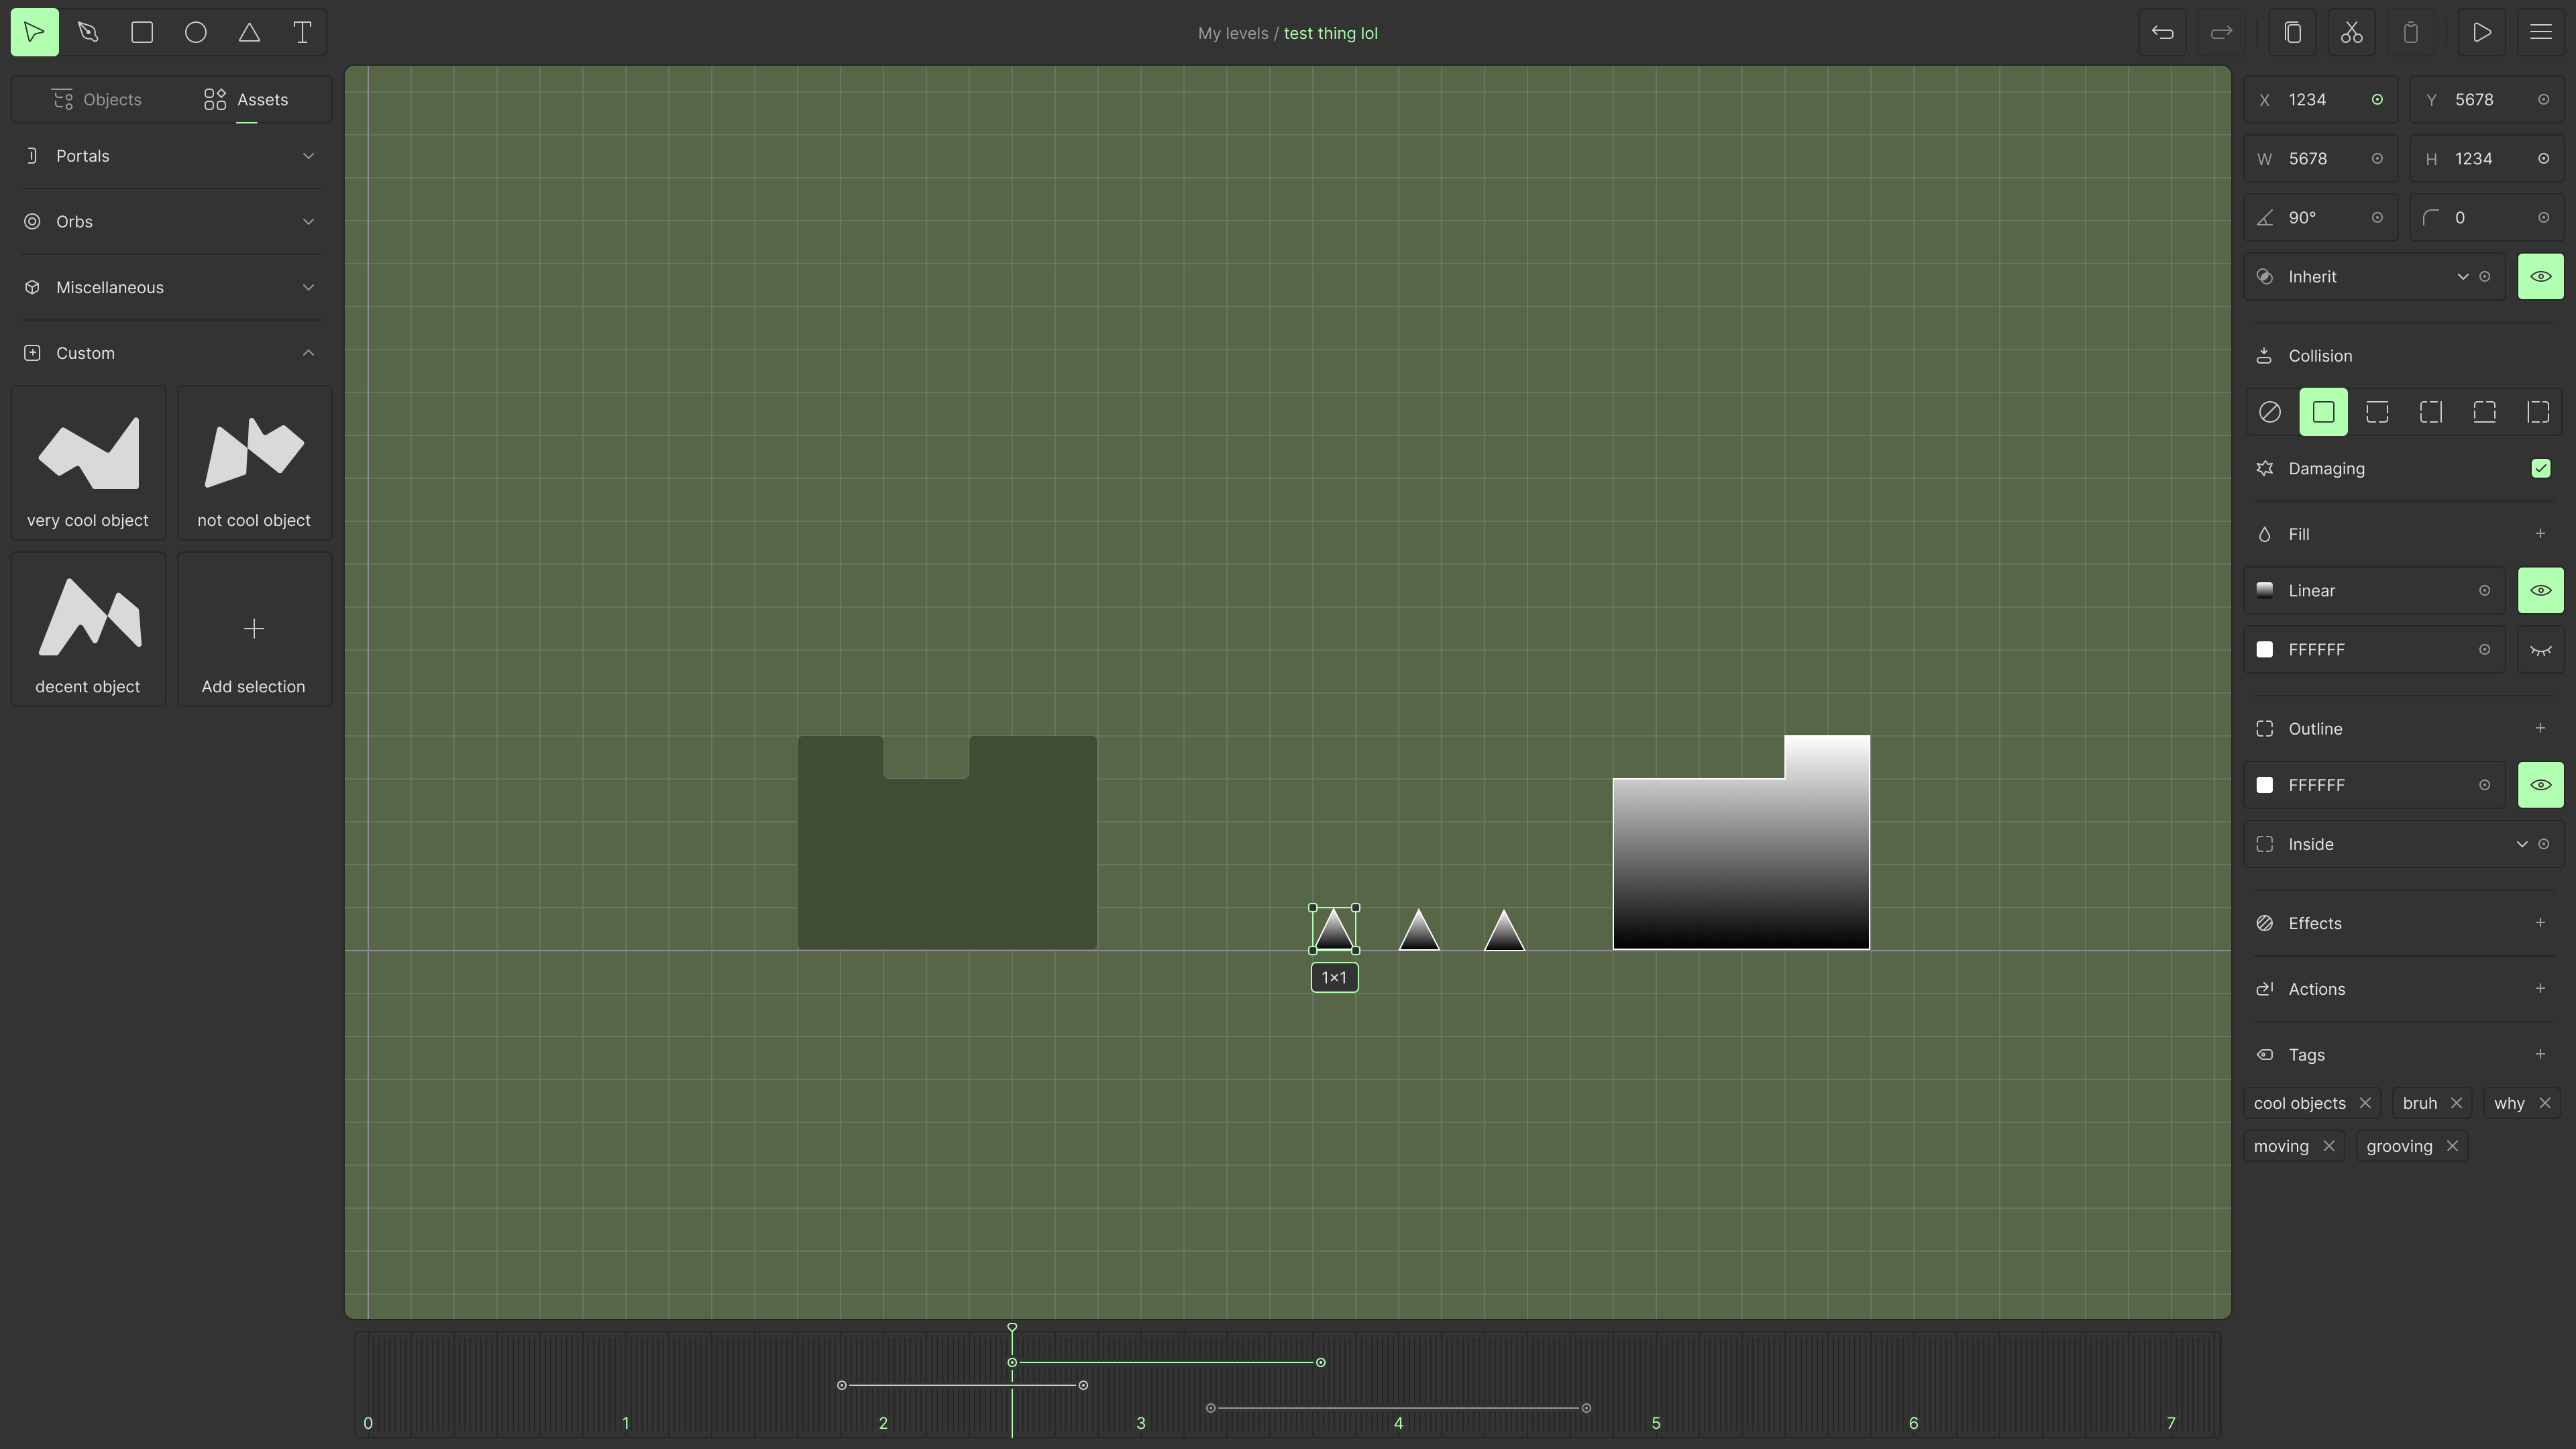 My levels / test thing lol
Objects
Assets
Portals
Orbs
Miscellaneous
Custom
very cool object
not cool object
decent object
Add selection
1×1
0 1 2 3 4 5 6 7
X 1234
Y 5678
W 5678
H 1234
90°
0
Inherit
Collision
Damaging
Fill
Linear
FFFFFF
Outline
FFFFFF
Inside
Effects
Actions
Tags
cool objects
bruh
why
moving
grooving